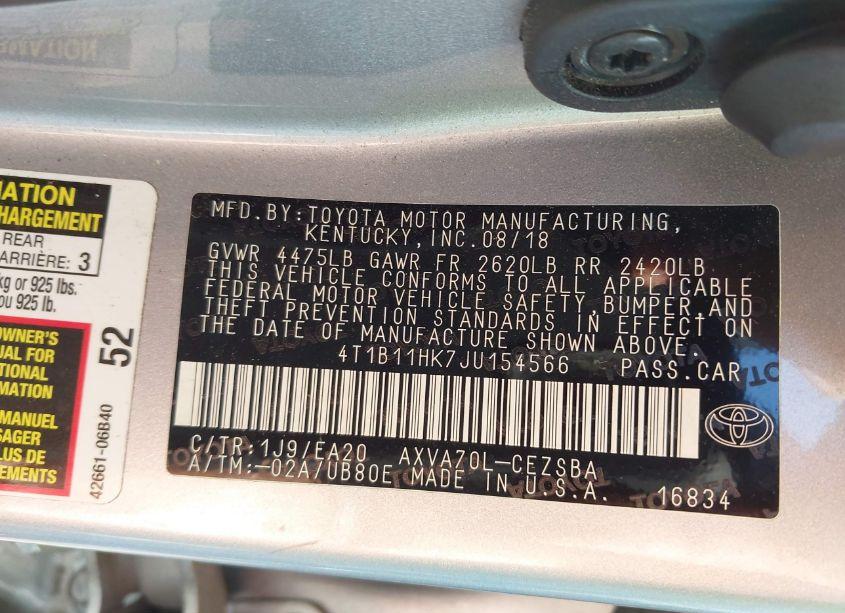 MATION
CHARGEMENT
REAR
ARRIÈRE: 3
kg or 925 lbs.
ou 925 lb.
OWNER'S
UAL FOR
TIONAL
MATION
MANUEL
SAGER
LUS DE
EMENTS
52
42661-06B40
MFD.BY:TOYOTA MOTOR MANUFACTURING,
KENTUCKY,INC.08/18
GVWR 4475LB GAWR FR 2620LB RR 2420LB
THIS VEHICLE CONFORMS TO ALL APPLICABLE
FEDERAL MOTOR VEHICLE SAFETY,BUMPER,AND
THEFT PREVENTION STANDARDS IN EFFECT ON
THE DATE OF MANUFACTURE SHOWN ABOVE.
4T1B11HK7JU154566 PASS.CAR
C/TR:1J9/EA20 AXVA70L-CEZSBA
A/TM:-02A/UB80E MADE IN U.S.A. 16834